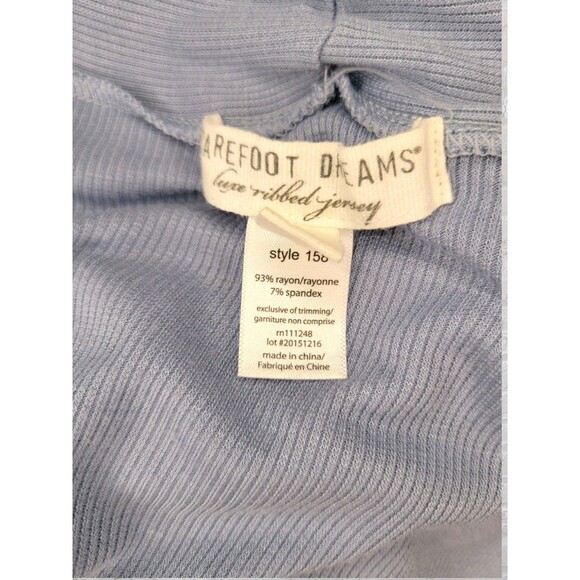 AREFOOT DREAMS®
luxe ribbed jersey
style 158
93% rayon/rayonne
7% spandex
exclusive of trimming/
garniture non comprise
rn111248
lot #20151216
made in china/
Fabriqué en Chine